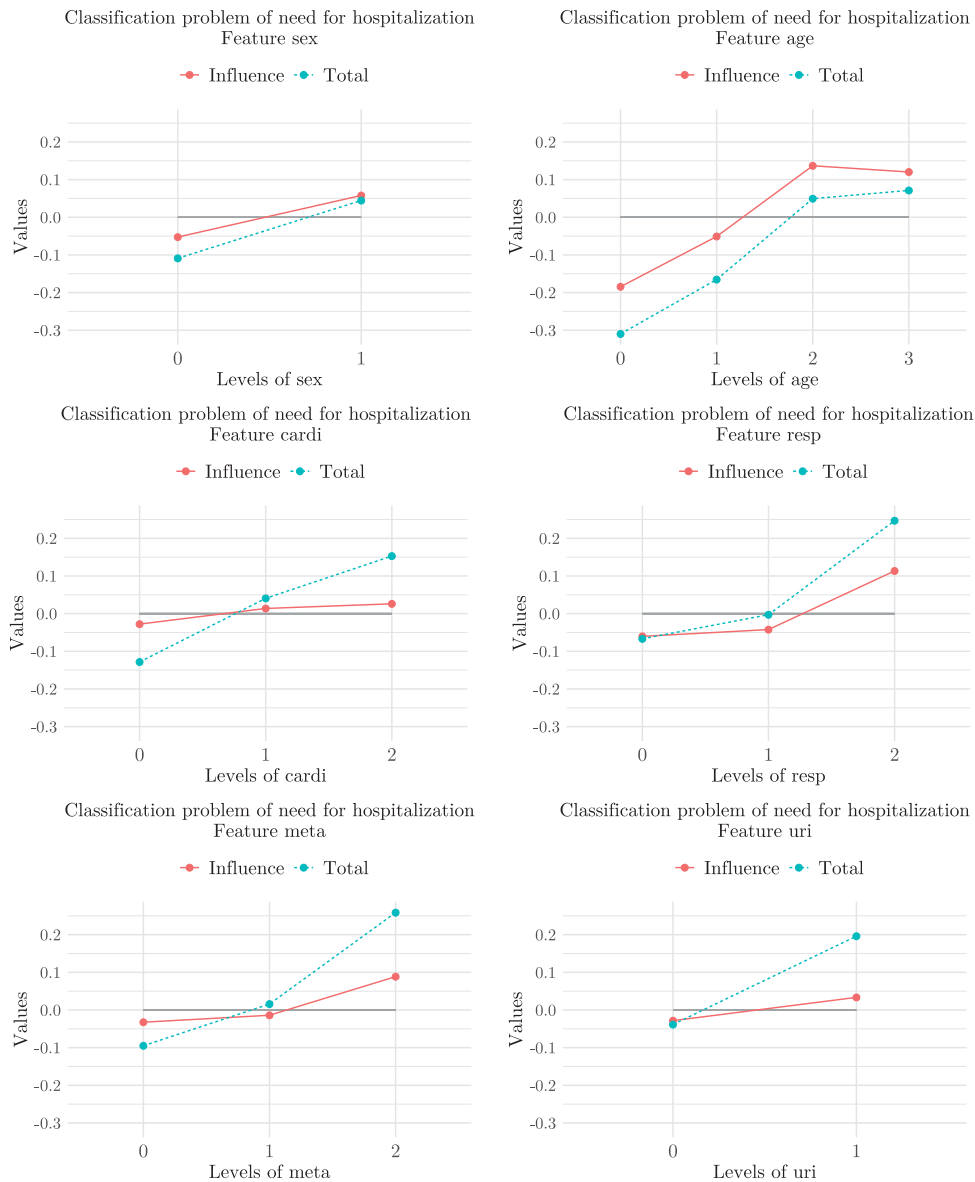 Classification problem of need for hospitalization
Feature sex
Influence Total
0.2
0.1
0.0
-0.1
-0.2
-0.3
Values
0 1
Levels of sex
Classification problem of need for hospitalization
Feature age
Influence Total
0.2
0.1
0.0
-0.1
-0.2
-0.3
Values
0 1 2 3
Levels of age
Classification problem of need for hospitalization
Feature cardi
Influence Total
0.2
0.1
0.0
-0.1
-0.2
-0.3
Values
0 1 2
Levels of cardi
Classification problem of need for hospitalization
Feature resp
Influence Total
0.2
0.1
0.0
-0.1
-0.2
-0.3
Values
0 1 2
Levels of resp
Classification problem of need for hospitalization
Feature meta
Influence Total
0.2
0.1
0.0
-0.1
-0.2
-0.3
Values
0 1 2
Levels of meta
Classification problem of need for hospitalization
Feature uri
Influence Total
0.2
0.1
0.0
-0.1
-0.2
-0.3
Values
0 1
Levels of uri